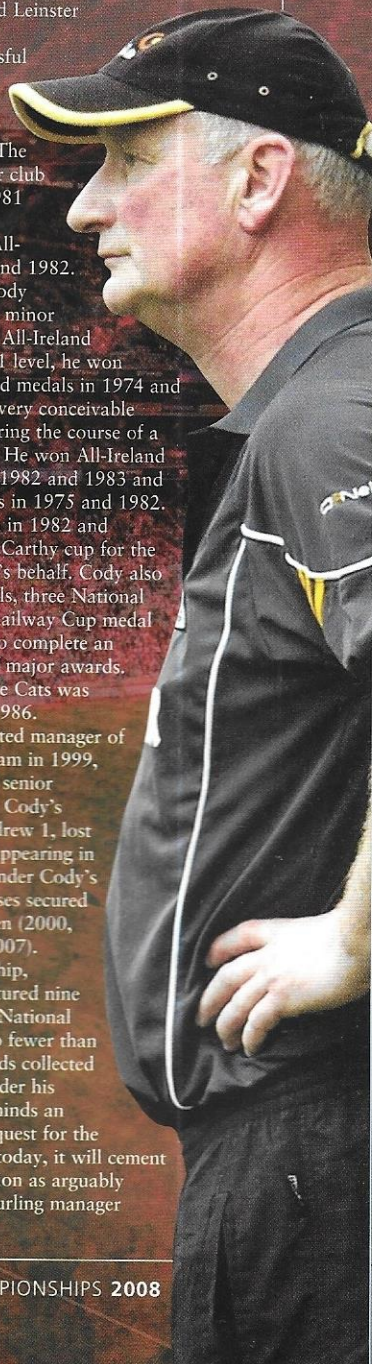 d Leinster
sful
The
r club
81
All-
nd 1982.
ody
minor
All-Ireland
1 level, he won
d medals in 1974 and
very conceivable
ring the course of a
He won All-Ireland
1982 and 1983 and
s in 1975 and 1982.
in 1982 and
Carthy cup for the
's behalf. Cody also
ls, three National
ailway Cup medal
o complete an
major awards.
e Cats was
986.
ted manager of
am in 1999,
senior
Cody's
drew 1, lost
ppearing in
nder Cody's
ses secured
en (2000,
007).
hip,
tured nine
National
o fewer than
ds collected
der his
minds an
quest for the
today, it will cement
on as arguably
urling manager
PIONSHIPS 2008